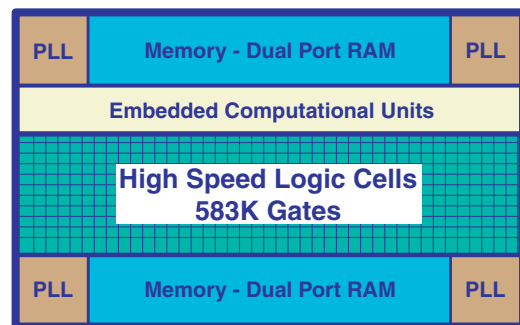 PLL Memory - Dual Port RAM PLL
Embedded Computational Units
High Speed Logic Cells
583K Gates
PLL Memory - Dual Port RAM PLL